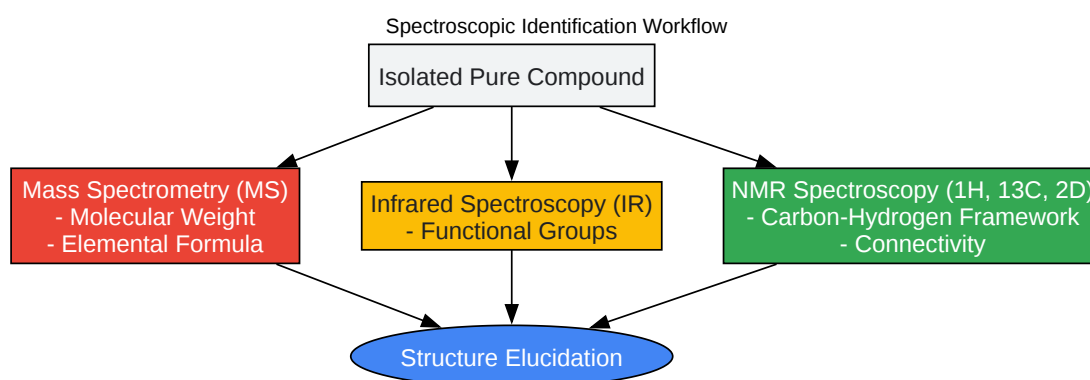 Spectroscopic Identification Workflow
Isolated Pure Compound
Mass Spectrometry (MS)
- Molecular Weight
- Elemental Formula
Infrared Spectroscopy (IR)
- Functional Groups
NMR Spectroscopy (1H, 13C, 2D)
- Carbon-Hydrogen Framework
- Connectivity
Structure Elucidation